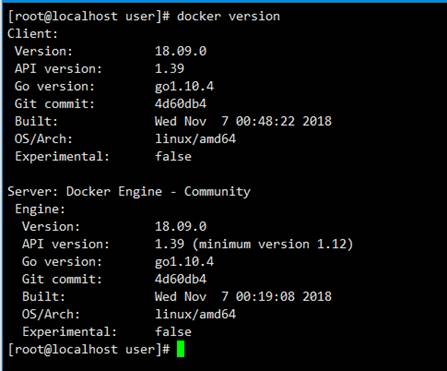 [root@localhost user]# docker version
Client:
 Version:           18.09.0
 API version:       1.39
 Go version:        go1.10.4
 Git commit:        4d60db4
 Built:             Wed Nov  7 00:48:22 2018
 OS/Arch:           linux/amd64
 Experimental:      false

Server: Docker Engine - Community
 Engine:
  Version:          18.09.0
  API version:      1.39 (minimum version 1.12)
  Go version:       go1.10.4
  Git commit:       4d60db4
  Built:            Wed Nov  7 00:19:08 2018
  OS/Arch:          linux/amd64
  Experimental:     false
[root@localhost user]#